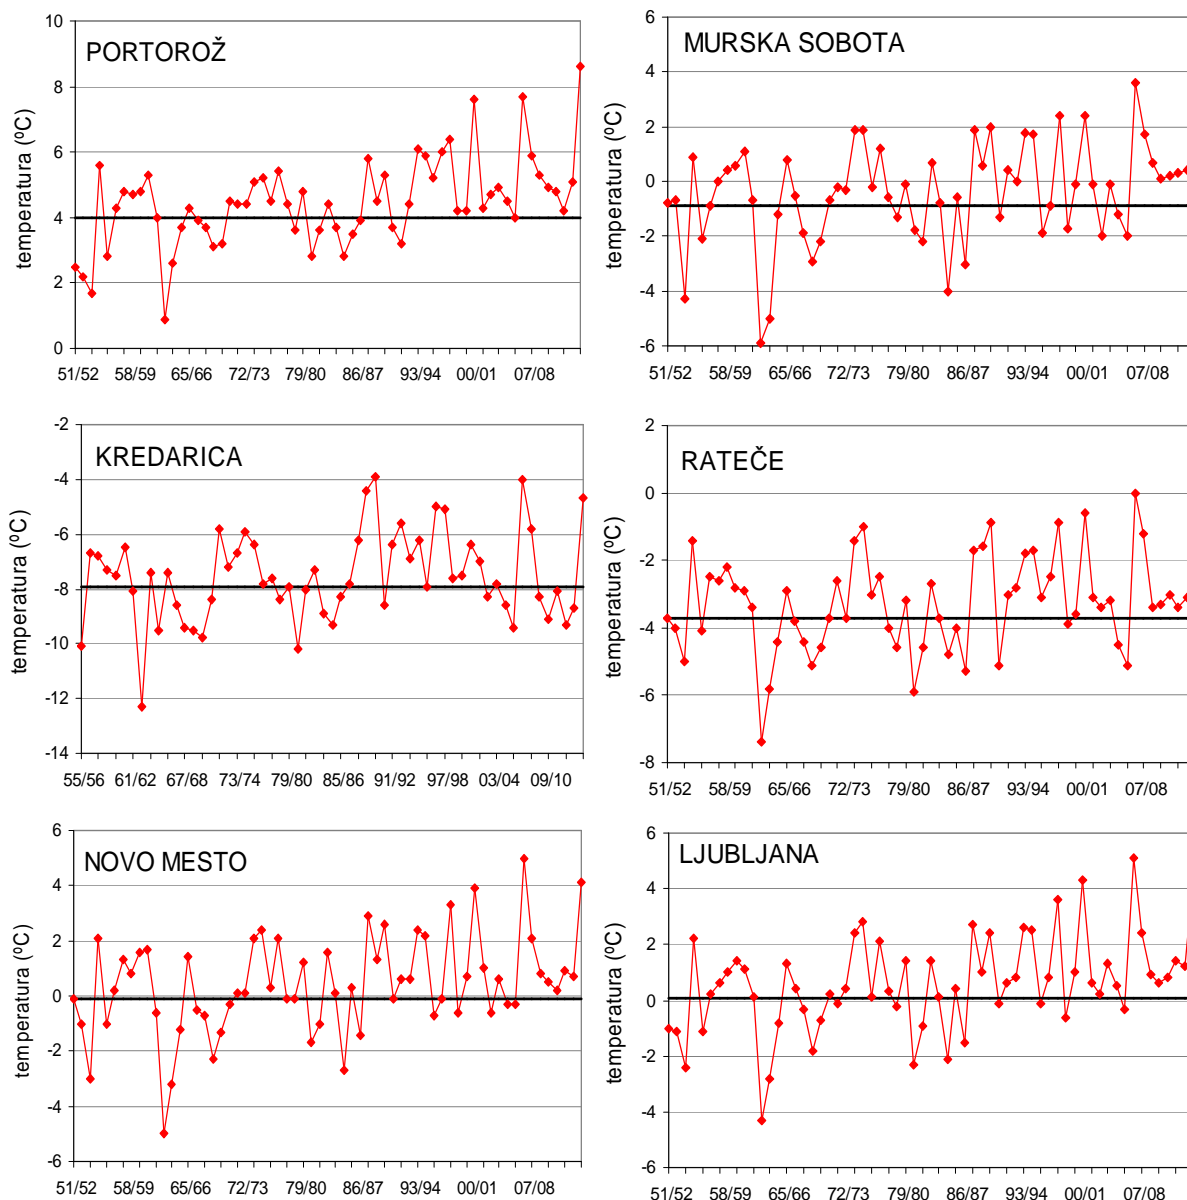 PORTOROŽ
temperatura (ºC)
10
8
6
4
2
0
51/52 58/59 65/66 72/73 79/80 86/87 93/94 00/01 07/08
MURSKA SOBOTA
temperatura (ºC)
6
4
2
0
-2
-4
-6
51/52 58/59 65/66 72/73 79/80 86/87 93/94 00/01 07/08
KREDARICA
temperatura (ºC)
-2
-4
-6
-8
-10
-12
-14
55/56 61/62 67/68 73/74 79/80 85/86 91/92 97/98 03/04 09/10
RATEČE
temperatura (ºC)
2
0
-2
-4
-6
-8
51/52 58/59 65/66 72/73 79/80 86/87 93/94 00/01 07/08
NOVO MESTO
temperatura (ºC)
6
4
2
0
-2
-4
-6
51/52 58/59 65/66 72/73 79/80 86/87 93/94 00/01 07/08
LJUBLJANA
temperatura (ºC)
6
4
2
0
-2
-4
-6
51/52 58/59 65/66 72/73 79/80 86/87 93/94 00/01 07/08